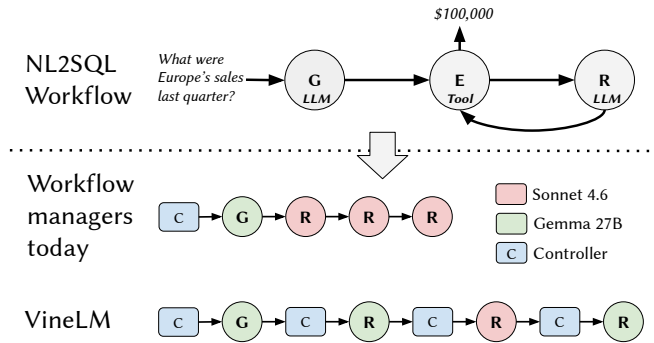 $100,000
NL2SQL
Workflow
What were
Europe's sales
last quarter?
G
LLM
E
Tool
R
LLM
Workflow
managers
today
C
G
R
R
R
Sonnet 4.6
Gemma 27B
C
Controller
VineLM
C
G
C
R
C
R
C
R